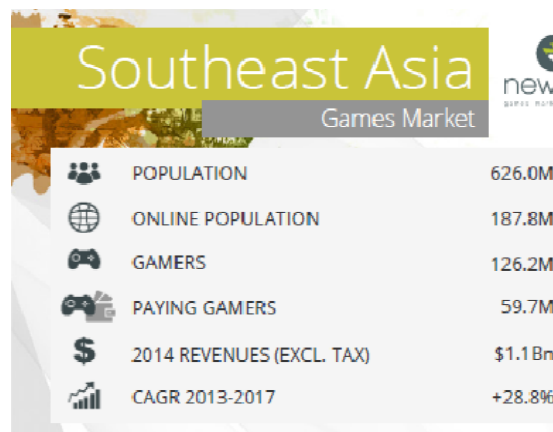 Southeast Asia
Games Market
new
POPULATION 626.0M
ONLINE POPULATION 187.8M
GAMERS 126.2M
PAYING GAMERS 59.7M
2014 REVENUES (EXCL. TAX) $1.1Bn
CAGR 2013-2017 +28.8%